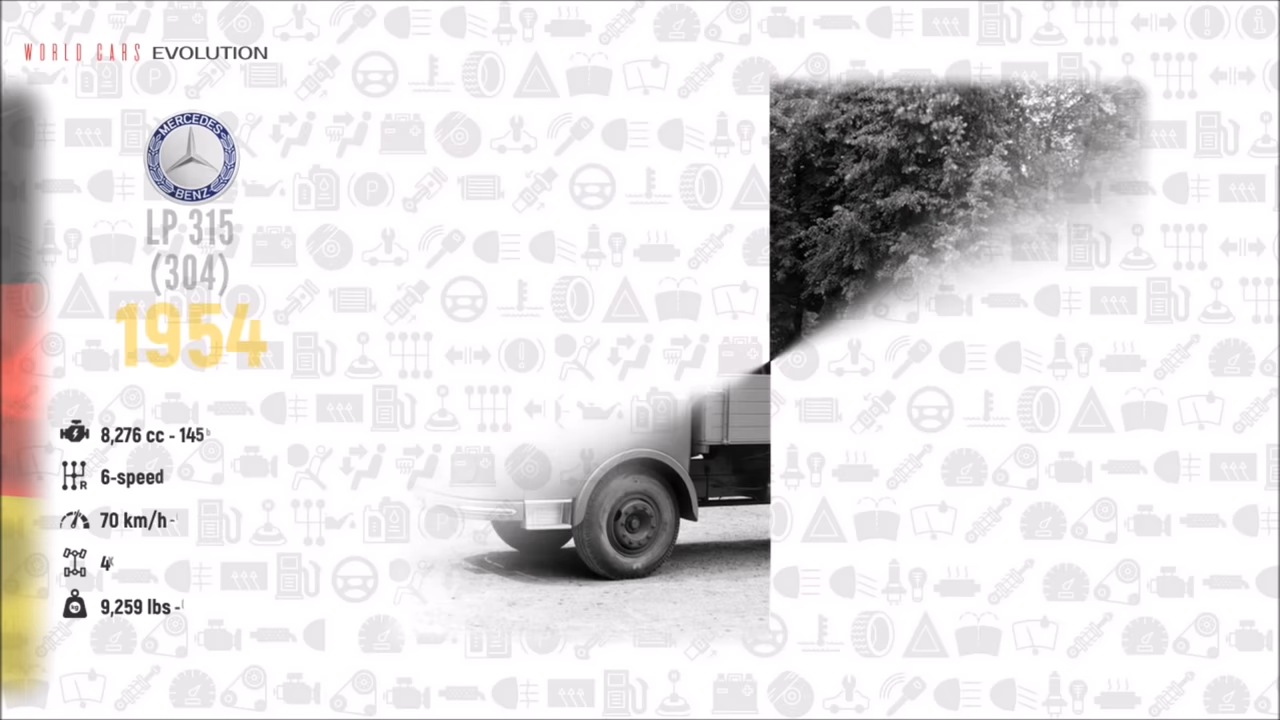 WORLD CARS EVOLUTION
MERCEDES
BENZ
LP 315
(304)
1954
8,276 cc - 145
6-speed
70 km/h -
4
9,259 lbs -